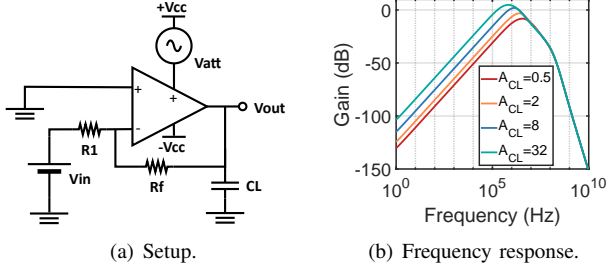 +Vcc
Vatt
+
+
-
-Vcc
Vout
R1
Rf
Vin
CL
(a) Setup.
Gain (dB)
0
-50
-100
-150
A_CL=0.5
A_CL=2
A_CL=8
A_CL=32
10^0
10^5
10^10
Frequency (Hz)
(b) Frequency response.